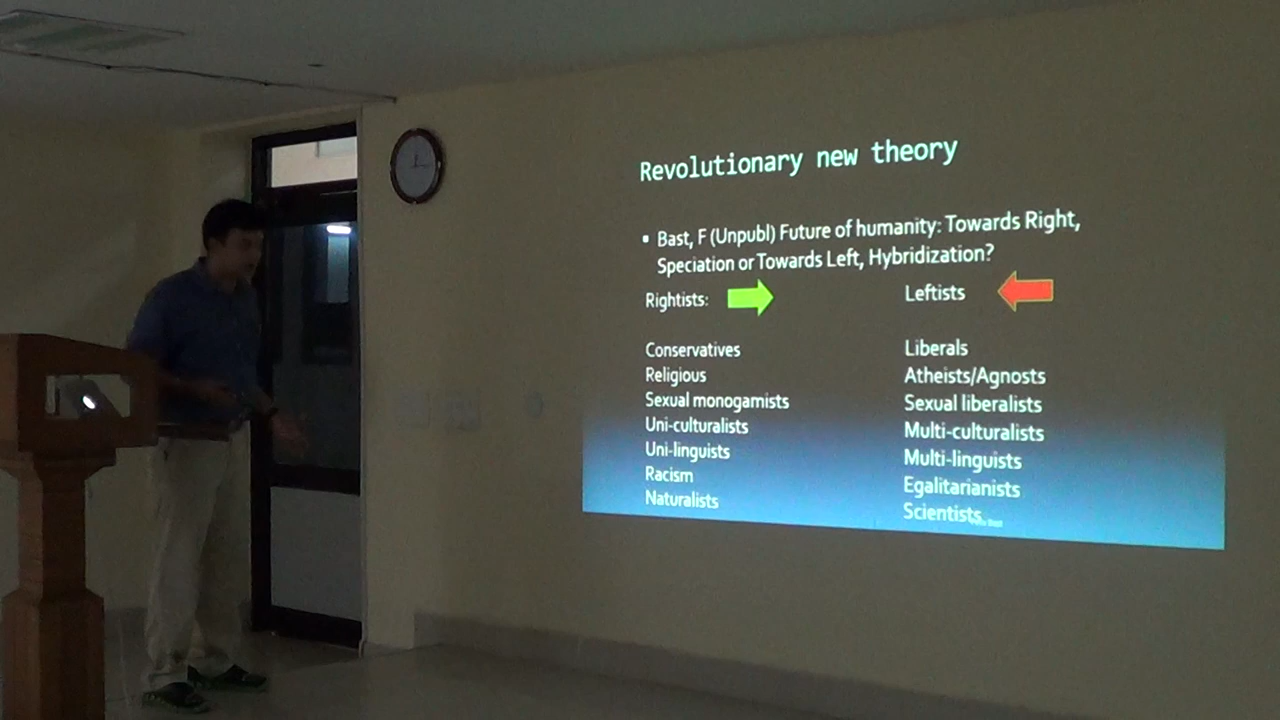 Revolutionary new theory
▪ Bast, F (Unpubl) Future of humanity: Towards Right,
Speciation or Towards Left, Hybridization?
Rightists:
Conservatives
Religious
Sexual monogamists
Uni-culturalists
Uni-linguists
Racism
Naturalists
Leftists
Liberals
Atheists/Agnosts
Sexual liberalists
Multi-culturalists
Multi-linguists
Egalitarianists
Scientists